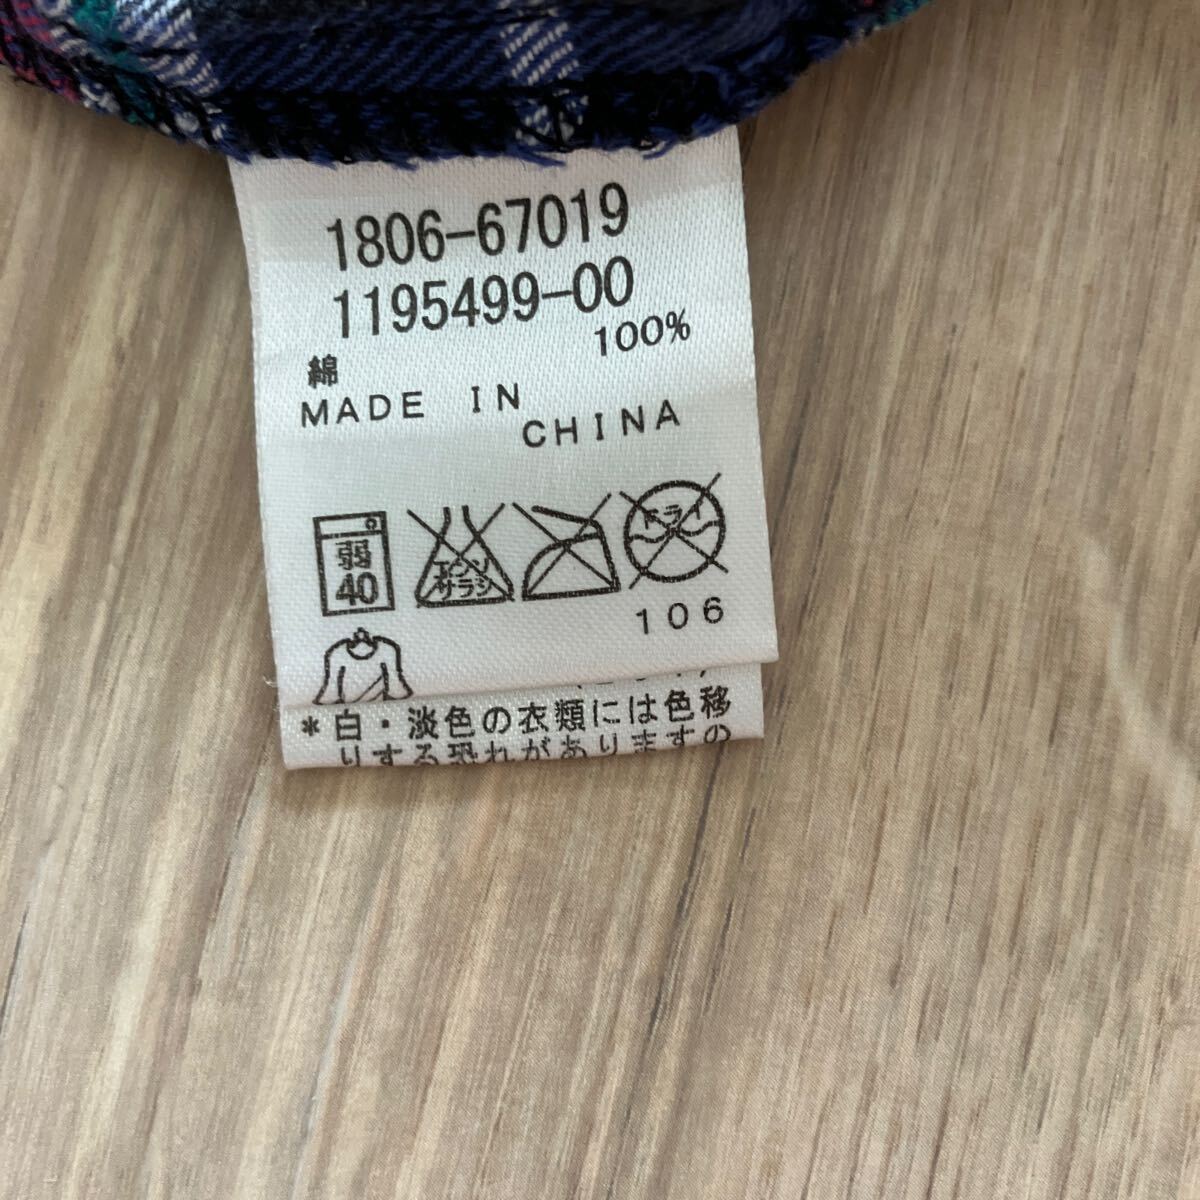 1806-67019
1195499-00
綿 100%
MADE IN
CHINA
弱
40
エンソ
サラシ
ドライ
106
*白・淡色の衣類には色移
りする恐れがありますの